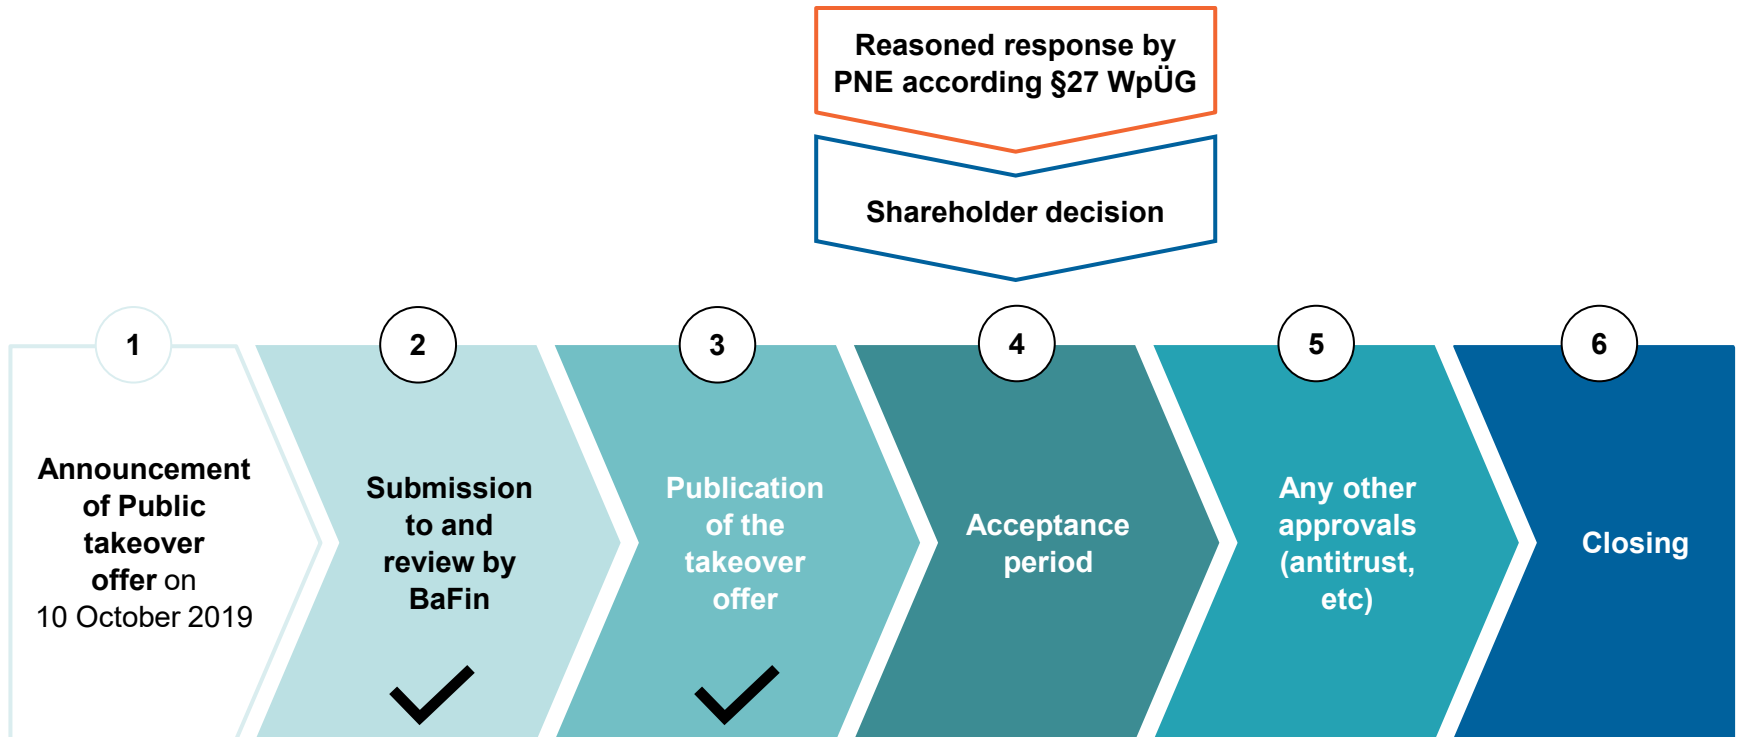 Reasoned response by
PNE according §27 WpÜG
Shareholder decision
1
Announcement
of Public
takeover
offer on
10 October 2019
2
Submission
to and
review by
BaFin
3
Publication
of the
takeover
offer
4
Acceptance
period
5
Any other
approvals
(antitrust,
etc)
6
Closing